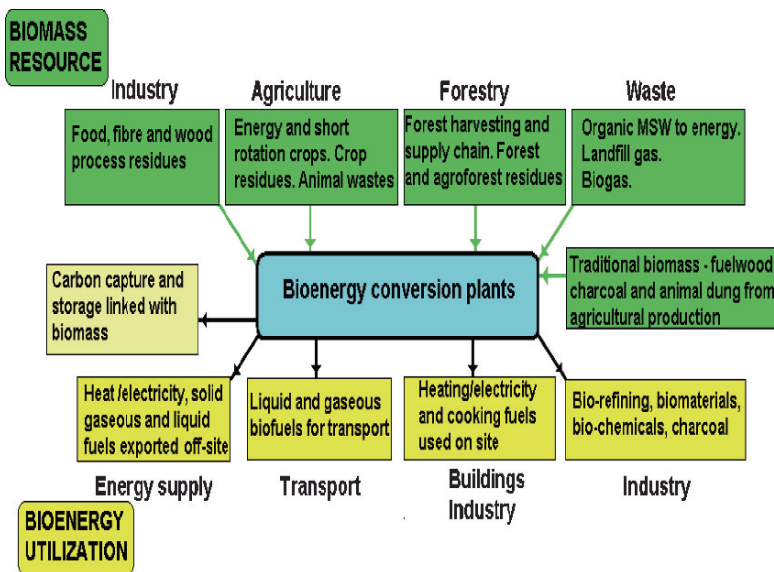 BIOMASS
RESOURCE
Industry
Agriculture
Forestry
Waste
Food, fibre and wood
process residues
Energy and short
rotation crops. Crop
residues. Animal wastes
Forest harvesting and
supply chain. Forest
and agroforest residues
Organic MSW to energy.
Landfill gas.
Biogas.
Bioenergy conversion plants
Traditional biomass - fuelwood
charcoal and animal dung from
agricultural production
Carbon capture and
storage linked with
biomass
Heat /electricity, solid
gaseous and liquid
fuels exported off-site
Liquid and gaseous
biofuels for transport
Heating/electricity
and cooking fuels
used on site
Bio-refining, biomaterials,
bio-chemicals, charcoal
Energy supply
Transport
Buildings
Industry
Industry
BIOENERGY
UTILIZATION